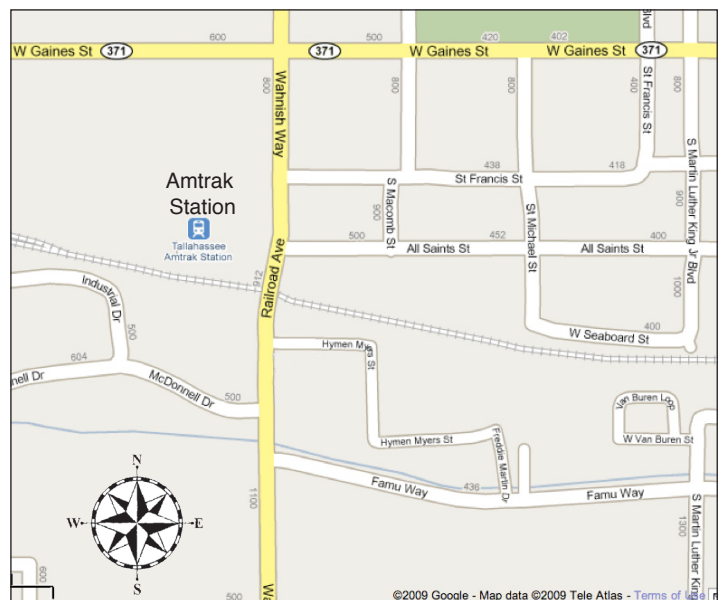 Blvd
600
500
420
402
W Gaines St
371
371
W Gaines St
W Gaines St
371
800
Wahnish Way
800
800
400
St Francis St
800
S Martin Luther King Jr Blvd
438
418
St Francis St
Amtrak
Station
S Macomb St
900
St Michael St
900
Tallahassee
Amtrak Station
Railroad Ave
500
All Saints St
452
All Saints St
400
912
1000
Industrial Dr
500
W Seaboard St
400
Hymen Myers St
604
nell Dr
McDonnell Dr
500
Van Buren Loop
W Van Buren St
Hymen Myers St
Freddie Martin Dr
Famu Way
436
Famu Way
1100
N
W
E
S
S Martin Luther King
1300
600
500
Wa
©2009 Google - Map data ©2009 Tele Atlas - Terms of Use